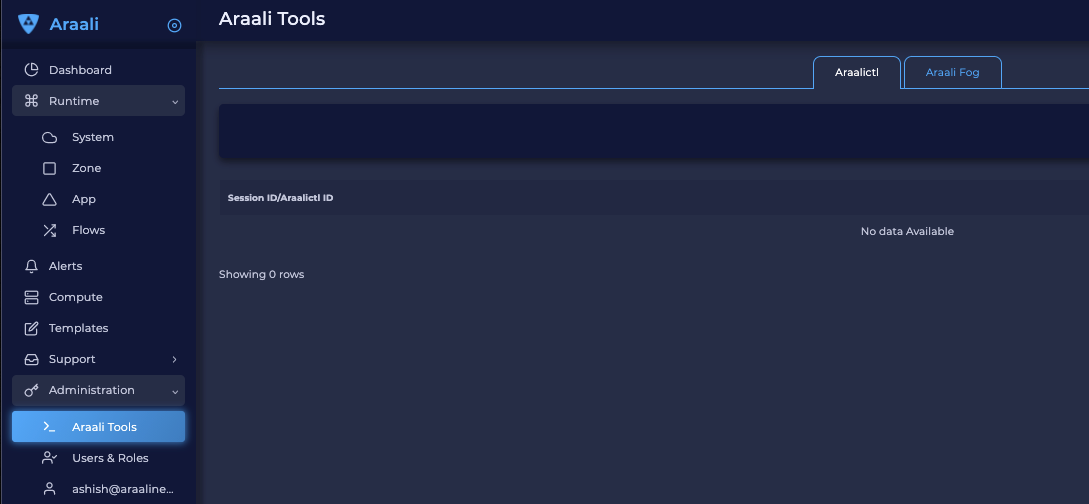 Araali
Dashboard
Runtime
System
Zone
App
Flows
Alerts
Compute
Templates
Support
Administration
Araali Tools
Users & Roles
ashish@araaline...
Araali Tools
Araalictl
Araali Fog
Session ID/Araalictl ID
No data Available
Showing 0 rows